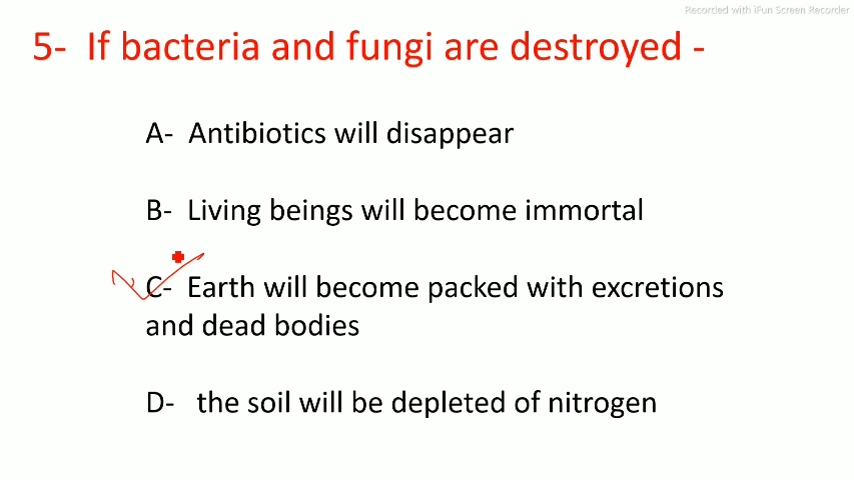 Recorded with iFun Screen Recorder
5- If bacteria and fungi are destroyed -
A- Antibiotics will disappear
B- Living beings will become immortal
C- Earth will become packed with excretions
and dead bodies
D- the soil will be depleted of nitrogen